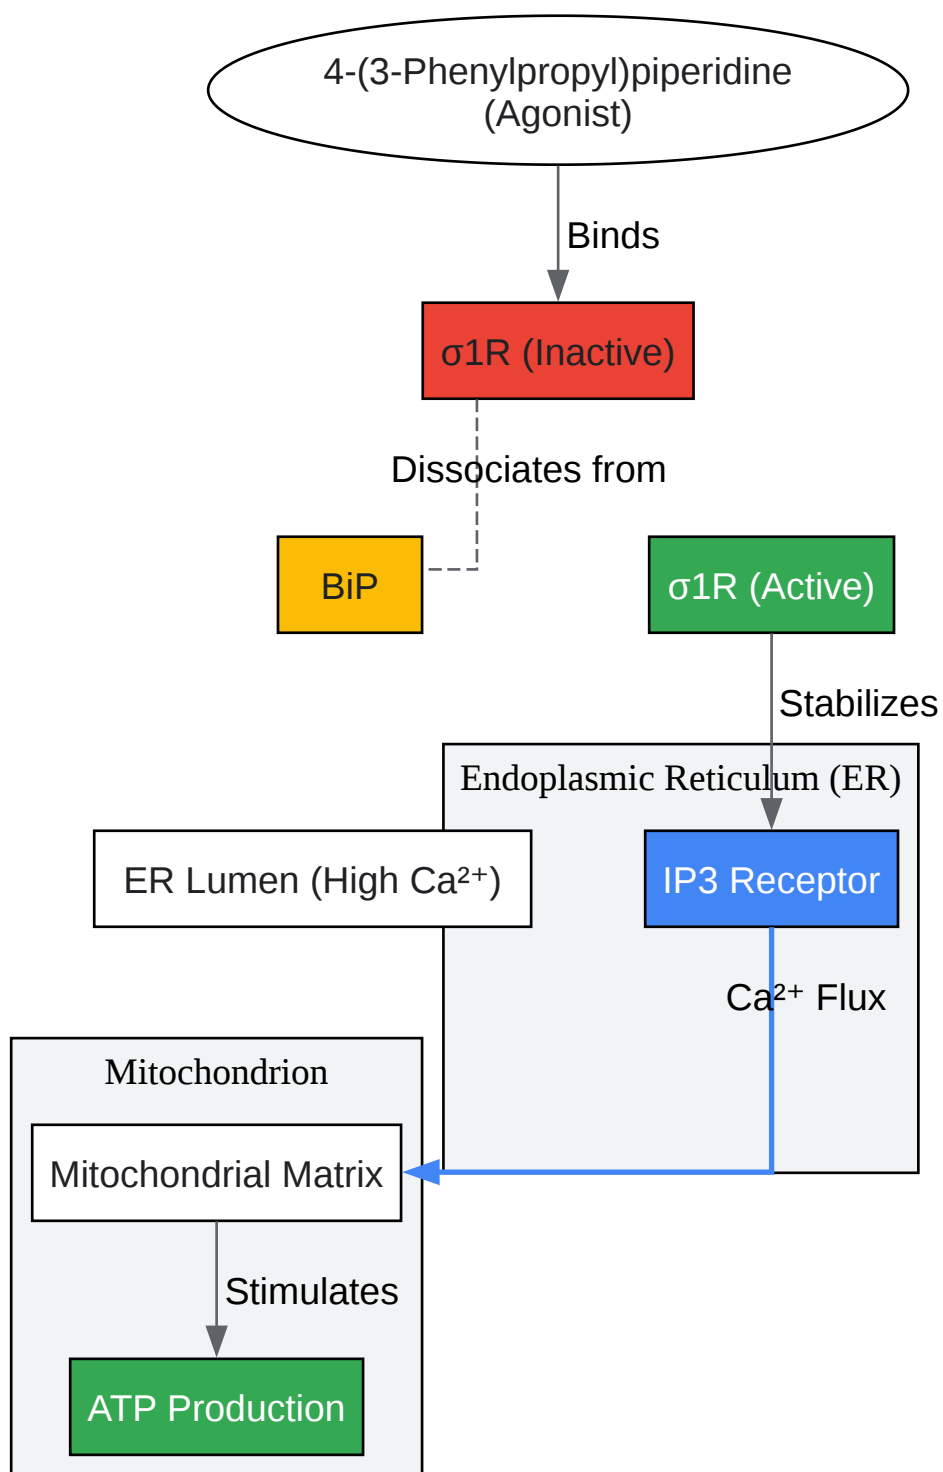 4-(3-Phenylpropyl)piperidine
(Agonist)
Binds
σ1R (Inactive)
Dissociates from
BiP
σ1R (Active)
Stabilizes
Endoplasmic Reticulum (ER)
ER Lumen (High Ca²⁺)
IP3 Receptor
Ca²⁺ Flux
Mitochondrion
Mitochondrial Matrix
Stimulates
ATP Production